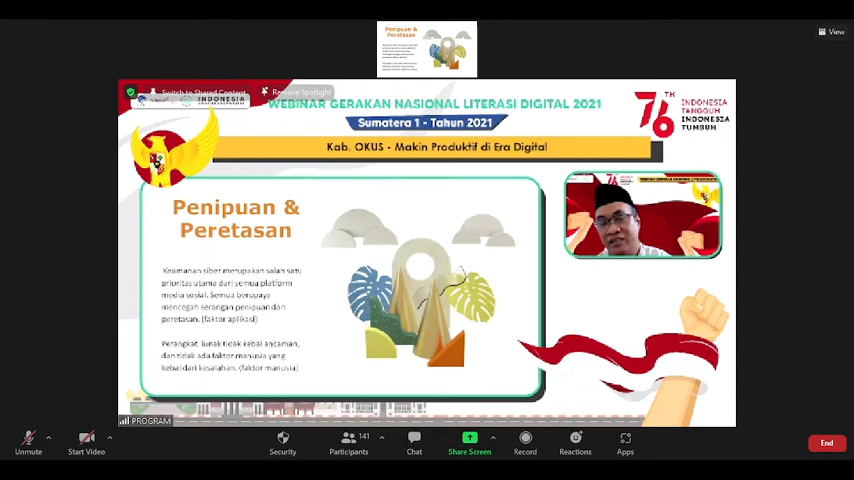 Penipuan &
Peretasan
View
Switch to Shared Content
Remove Spotlight
INDONESIA
WEBINAR GERAKAN NASIONAL LITERASI DIGITAL 2021
Sumatera 1 - Tahun 2021
Kab. OKUS - Makin Produktif di Era Digital
76TH
INDONESIA
TANGGUH
INDONESIA
TUMBUH
Penipuan &
Peretasan
Keamanan siber merupakan salah satu
prioritas utama dari semua platform
media sosial. Semua berupaya
mencegah serangan penipuan dan
peretasan. (faktor aplikasi)
Perangkat lunak tidak kebal ancaman,
dan tidak ada faktor manusia yang
kebal dari kesalahan. (faktor manusia)
PROGRAM
Unmute
Start Video
Security
141
Participants
Chat
Share Screen
Record
Reactions
Apps
End